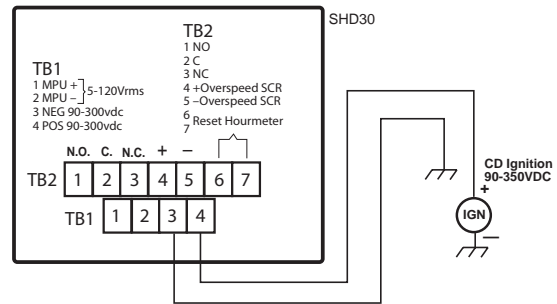 SHD30
TB2
1 NO
2 C
3 NC
4 +Overspeed SCR
5 –Overspeed SCR
6
7 Reset Hourmeter
TB1
1 MPU +
2 MPU –
5-120Vrms
3 NEG 90-300vdc
4 POS 90-300vdc
N.O. C. N.C. + –
TB2 1 2 3 4 5 6 7
TB1 1 2 3 4
CD Ignition
90-350VDC
+
IGN
–